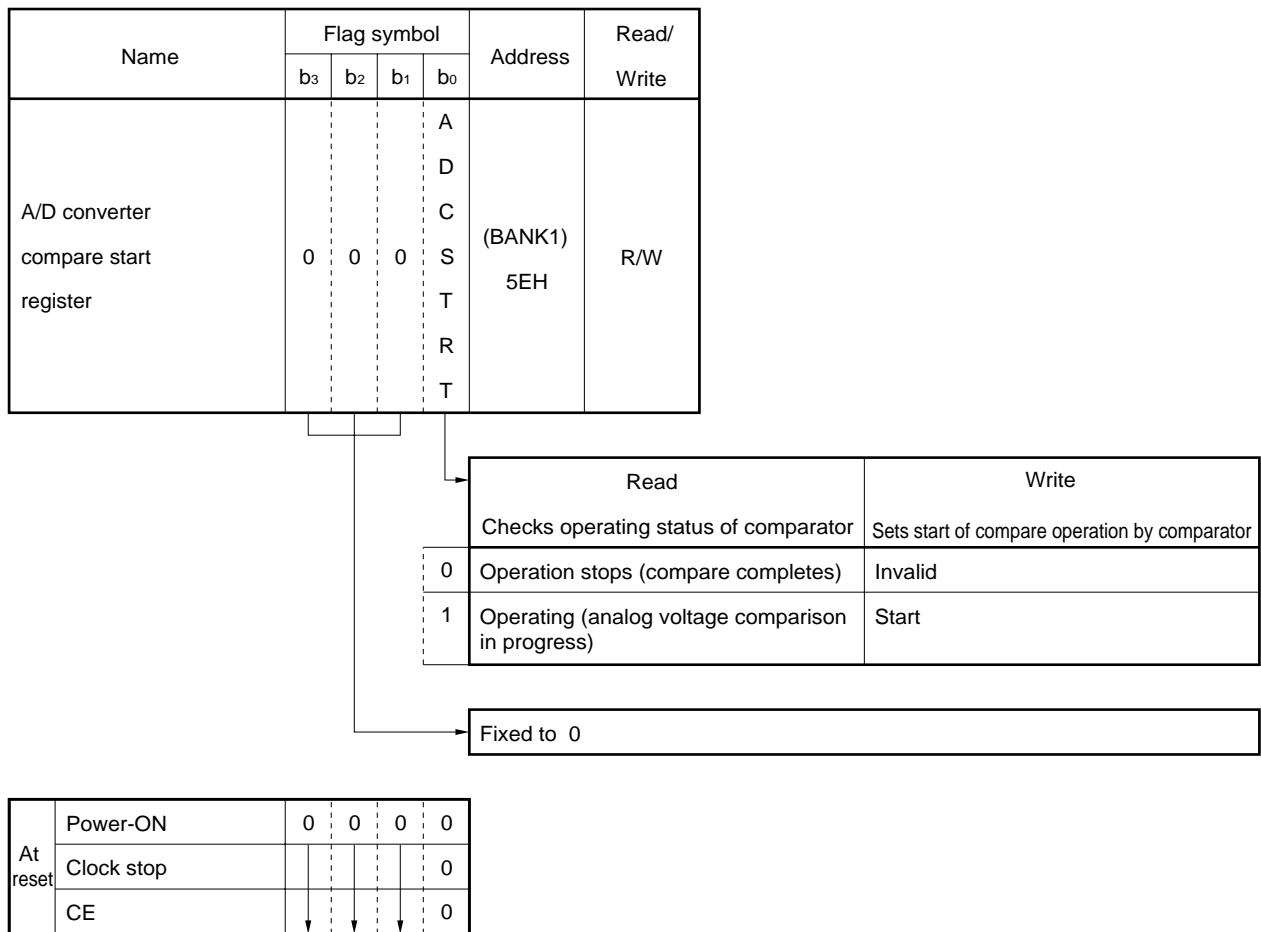 Name Flag symbol Address Read/
Write
b3 b2 b1 b0
A/D converter
compare start
register
0 0 0
A
D
C
S
T
R
T
(BANK1)
5EH
R/W
Read Write
Checks operating status of comparator Sets start of compare operation by comparator
0 Operation stops (compare completes) Invalid
1 Operating (analog voltage comparison Start
in progress)
Fixed to 0
At
reset
Power-ON 0 0 0 0
Clock stop 0
CE 0